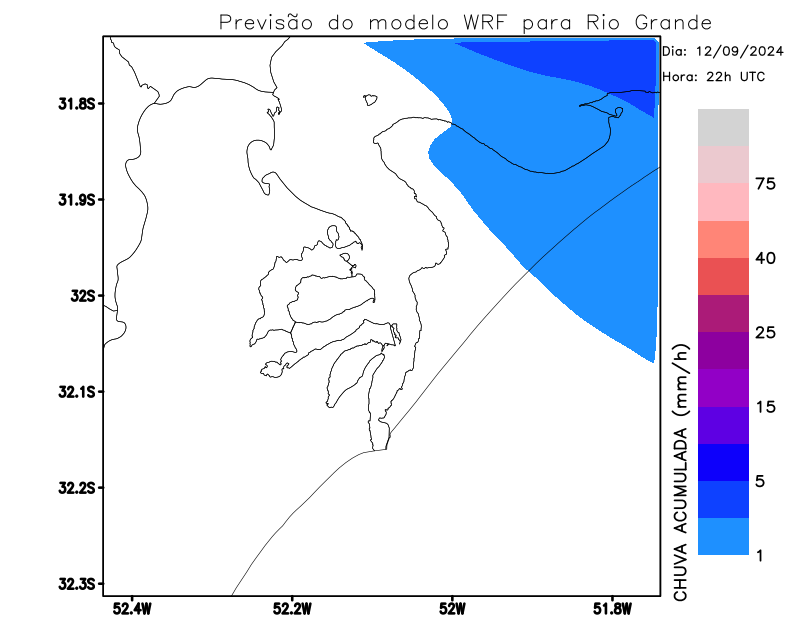 Previsão do modelo WRF para Rio Grande
Dia: 12/09/2024
Hora: 22h UTC
31.8S
31.9S
32S
32.1S
32.2S
32.3S
52.4W
52.2W
52W
51.8W
75
40
25
15
5
1
CHUVA ACUMULADA (mm/h)